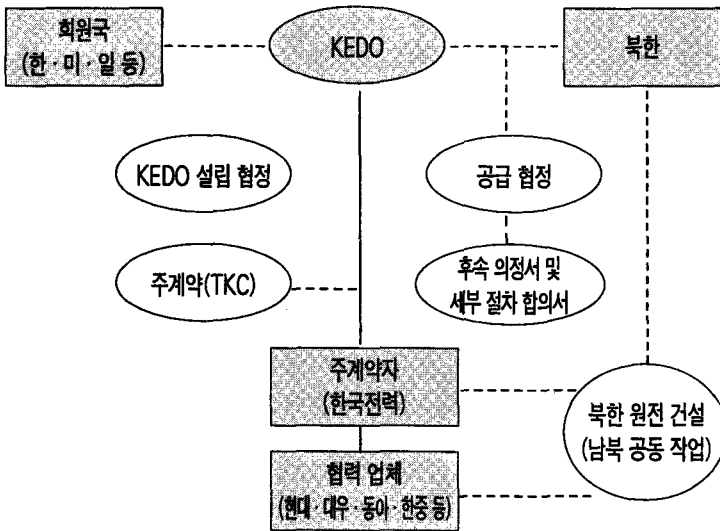 회원국
(한·미·일 등)
KEDO
북한
KEDO 설립 협정
공급 협정
주계약(TKC)
후속 의정서 및
세부 절차 합의서
주계약자
(한국전력)
북한 원전 건설
(남북 공동 작업)
협력 업체
(현대·대우·동아·한중 등)